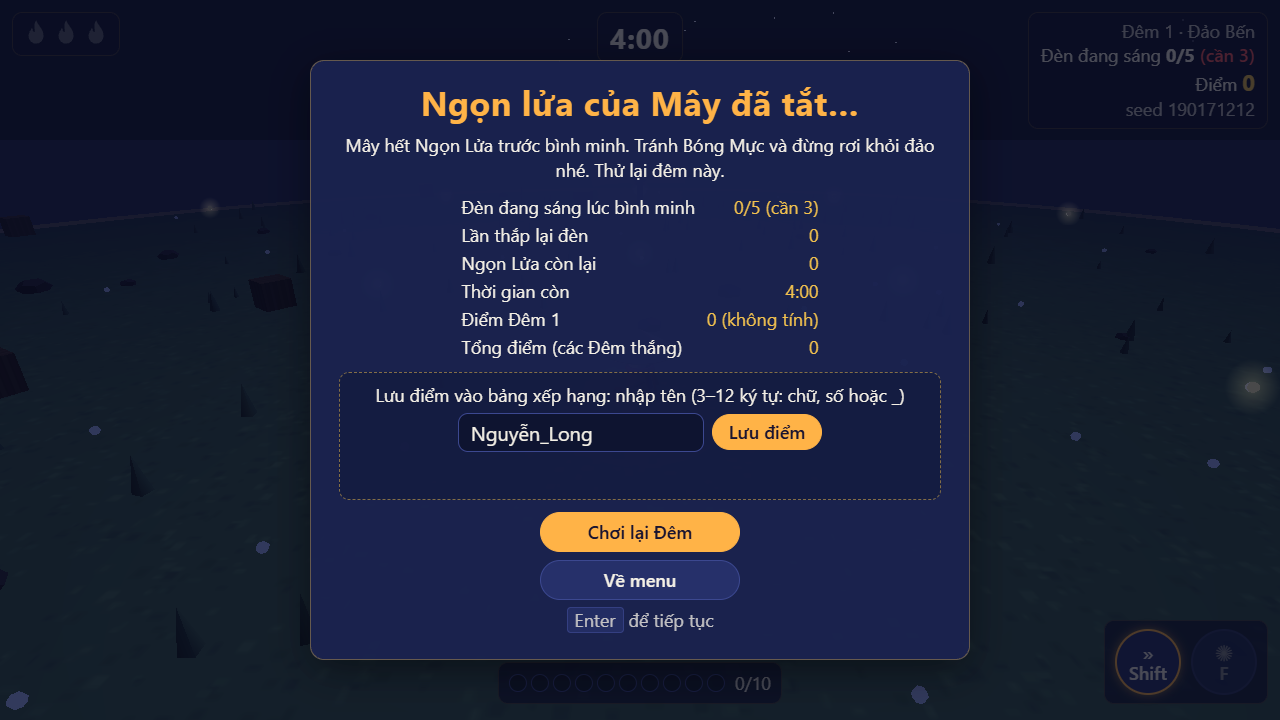 4:00
Đêm 1 · Đảo Bến
Đèn đang sáng 0/5 (cần 3)
Điểm 0
seed 190171212
Ngọn lửa của Mây đã tắt...
Mây hết Ngọn Lửa trước bình minh. Tránh Bóng Mực và đừng rơi khỏi đảo
nhé. Thử lại đêm này.
Đèn đang sáng lúc bình minh 0/5 (cần 3)
Lần thắp lại đèn 0
Ngọn Lửa còn lại 0
Thời gian còn 4:00
Điểm Đêm 1 0 (không tính)
Tổng điểm (các Đêm thắng) 0
Lưu điểm vào bảng xếp hạng: nhập tên (3–12 ký tự: chữ, số hoặc _)
Nguyễn_Long Lưu điểm
Chơi lại Đêm
Về menu
Enter để tiếp tục
» Shift
F
0/10